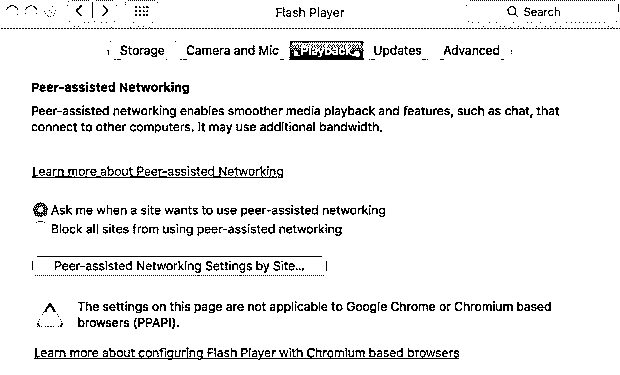 Flash Player
Search
Storage Camera and Mic Playback Updates Advanced
Peer-assisted Networking
Peer-assisted networking enables smoother media playback and features, such as chat, that
connect to other computers. It may use additional bandwidth.
Learn more about Peer-assisted Networking
Ask me when a site wants to use peer-assisted networking
Block all sites from using peer-assisted networking
Peer-assisted Networking Settings by Site...
The settings on this page are not applicable to Google Chrome or Chromium based
browsers (PPAPI).
Learn more about configuring Flash Player with Chromium based browsers